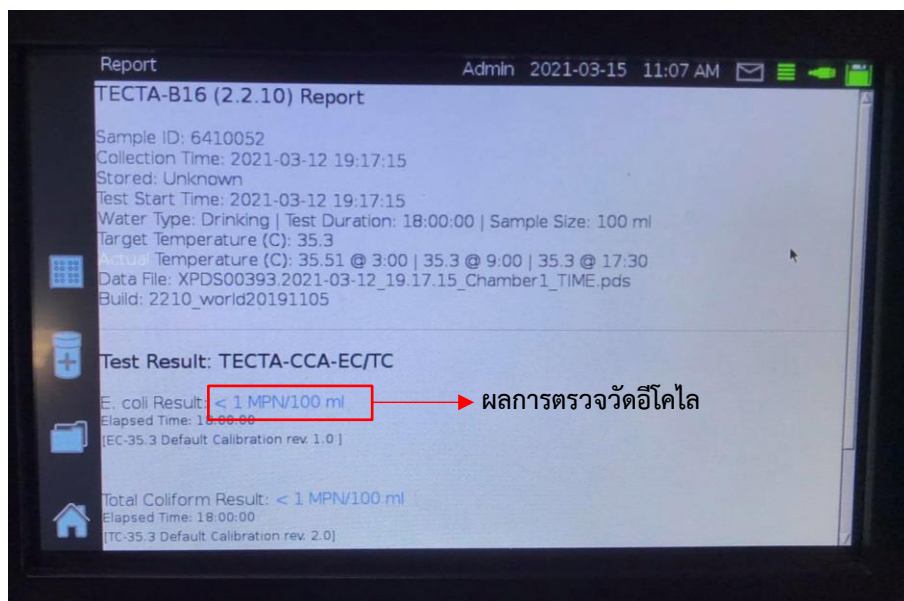 Report Admin 2021-03-15 11:07 AM
TECTA-B16 (2.2.10) Report
Sample ID: 6410052
Collection Time: 2021-03-12 19:17:15
Stored: Unknown
Test Start Time: 2021-03-12 19:17:15
Water Type: Drinking | Test Duration: 18:00:00 | Sample Size: 100 ml
Target Temperature (C): 35.3
Actual Temperature (C): 35.51 @ 3:00 | 35.3 @ 9:00 | 35.3 @ 17:30
Data File: XPDS00393.2021-03-12_19.17.15_Chamber1_TIME.pds
Build: 2210_world20191105
Test Result: TECTA-CCA-EC/TC
E. coli Result: < 1 MPN/100 ml ผลการตรวจวัดอีโคไล
Elapsed Time: 18:00:00
[EC-35.3 Default Calibration rev. 1.0 ]
Total Coliform Result: < 1 MPN/100 ml
Elapsed Time: 18:00:00
[TC-35.3 Default Calibration rev. 2.0]